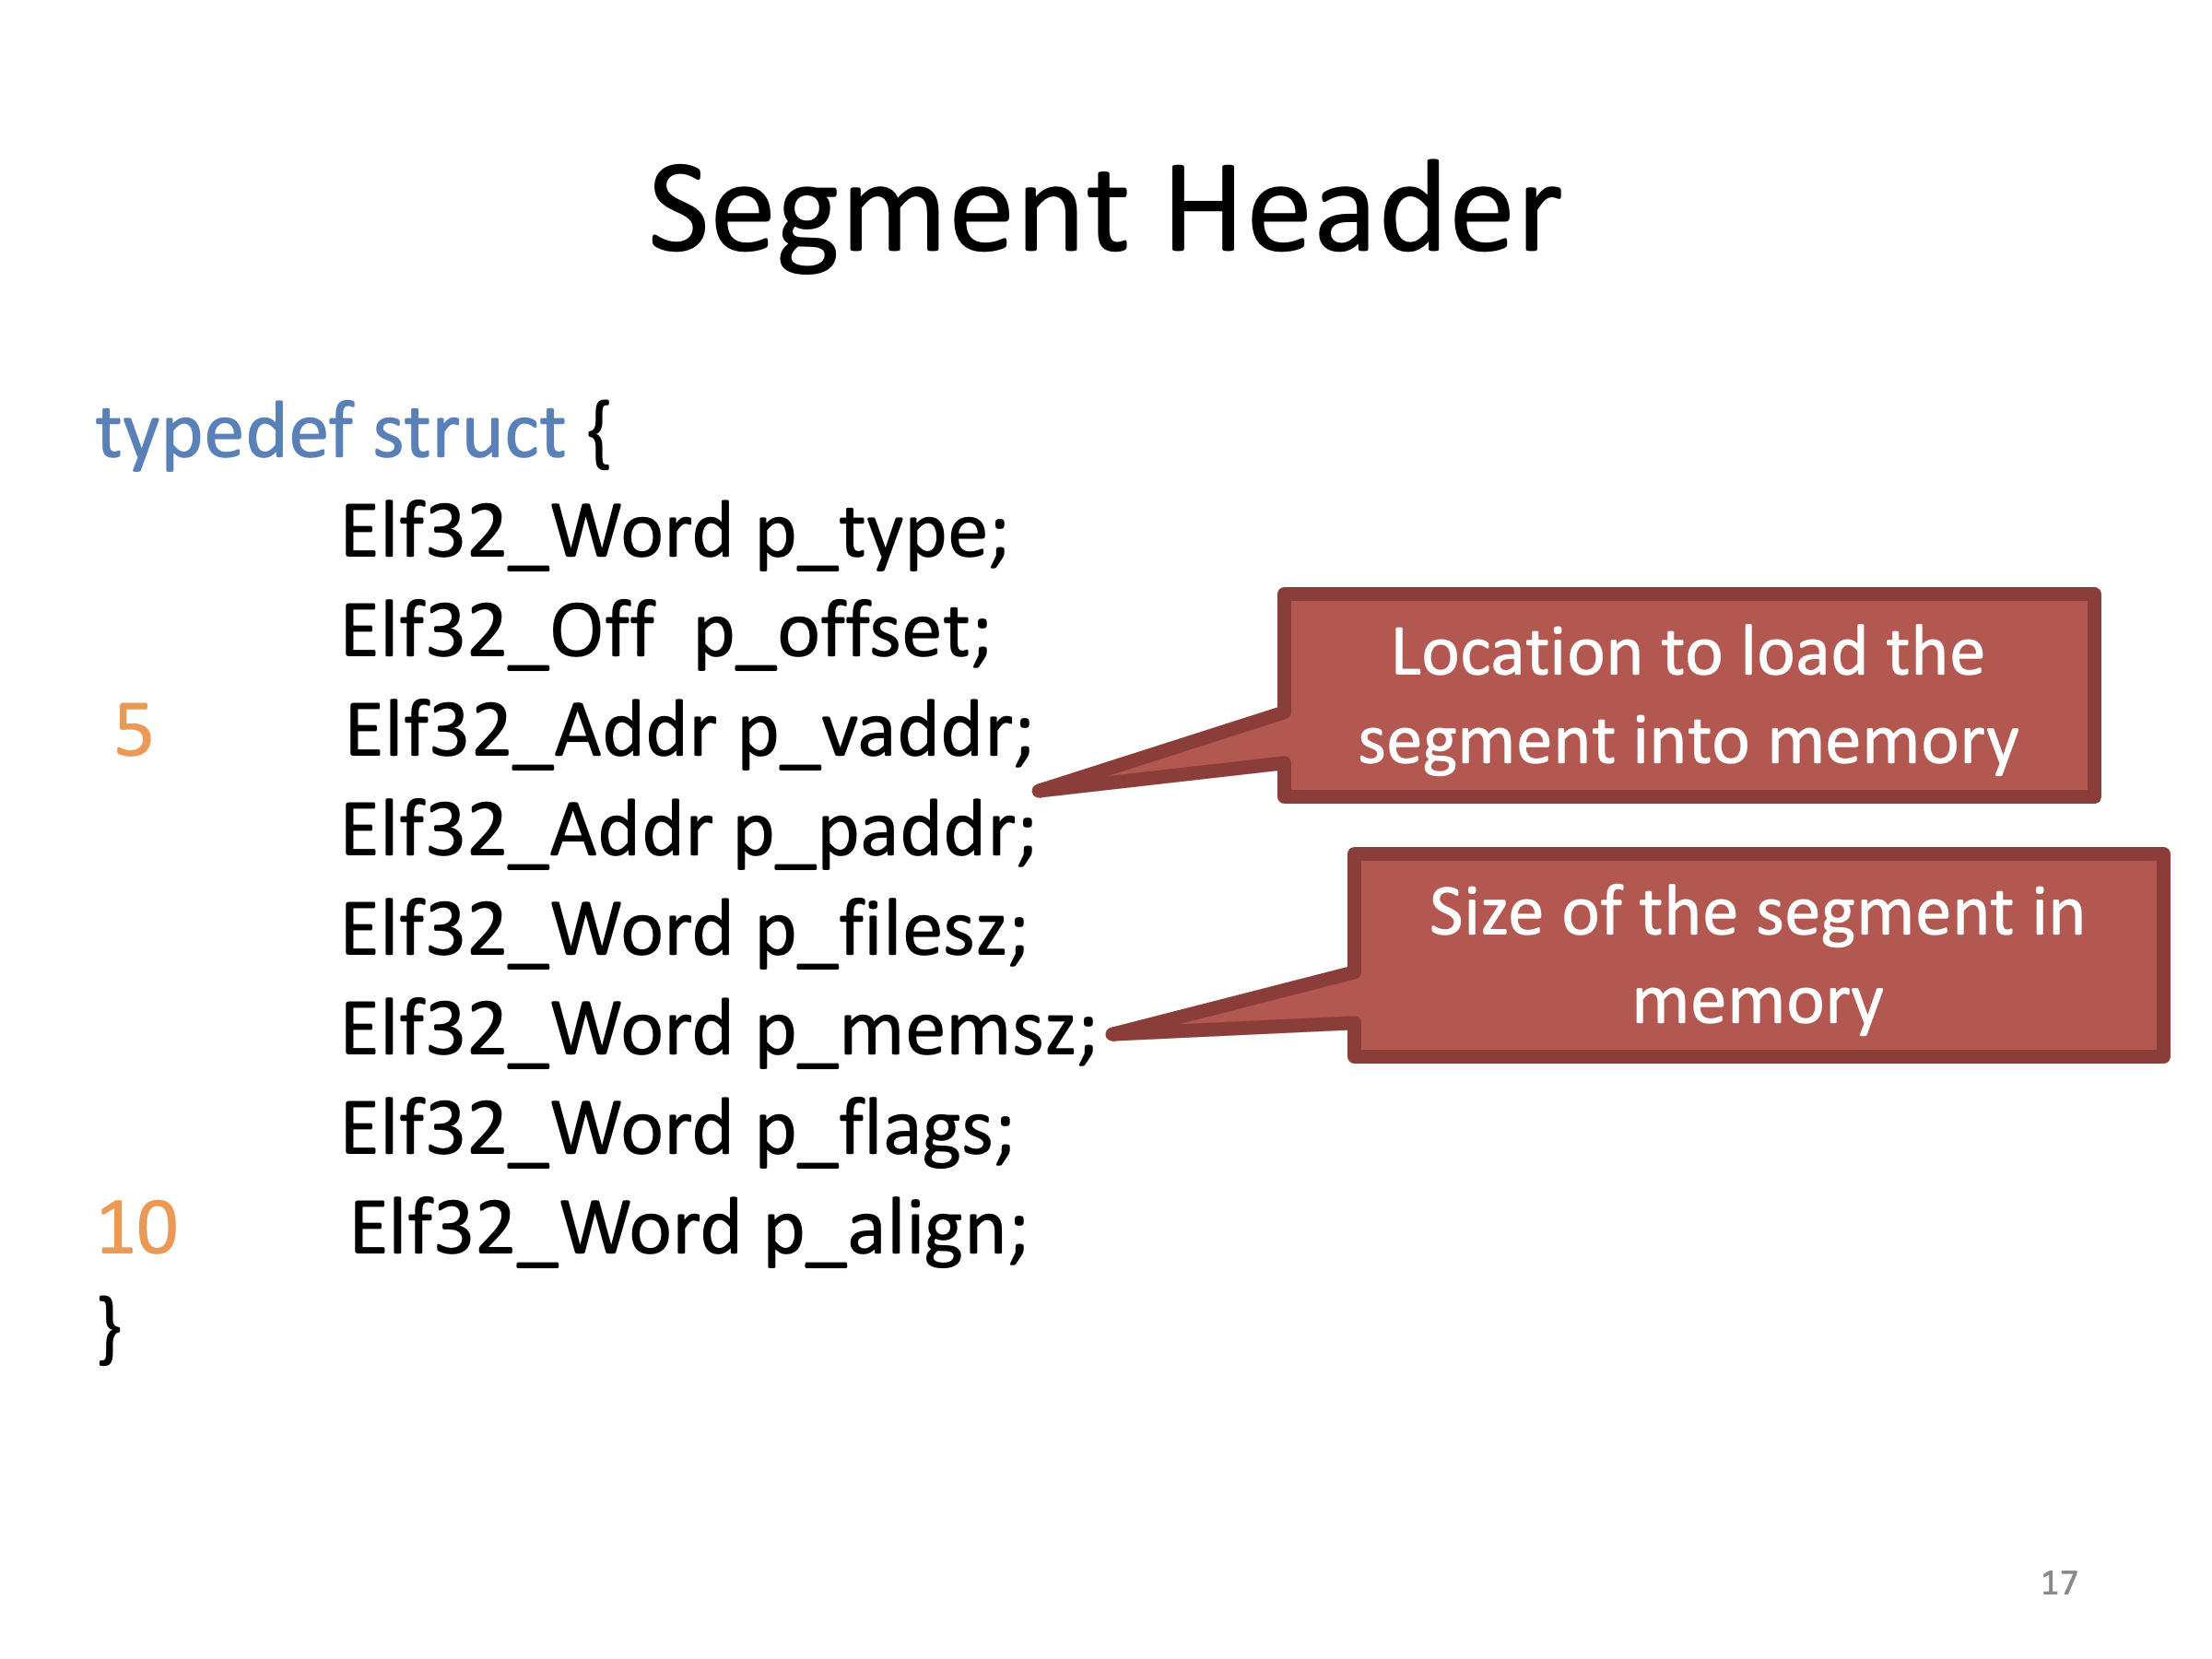 Segment Header
typedef struct {
Elf32_Word p_type;
Elf32_Off  p_offset;
5 Elf32_Addr p_vaddr;
Elf32_Addr p_paddr;
Elf32_Word p_filesz;
Elf32_Word p_memsz;
Elf32_Word p_flags;
10 Elf32_Word p_align;
}
Location to load the
segment into memory
Size of the segment in
memory
17